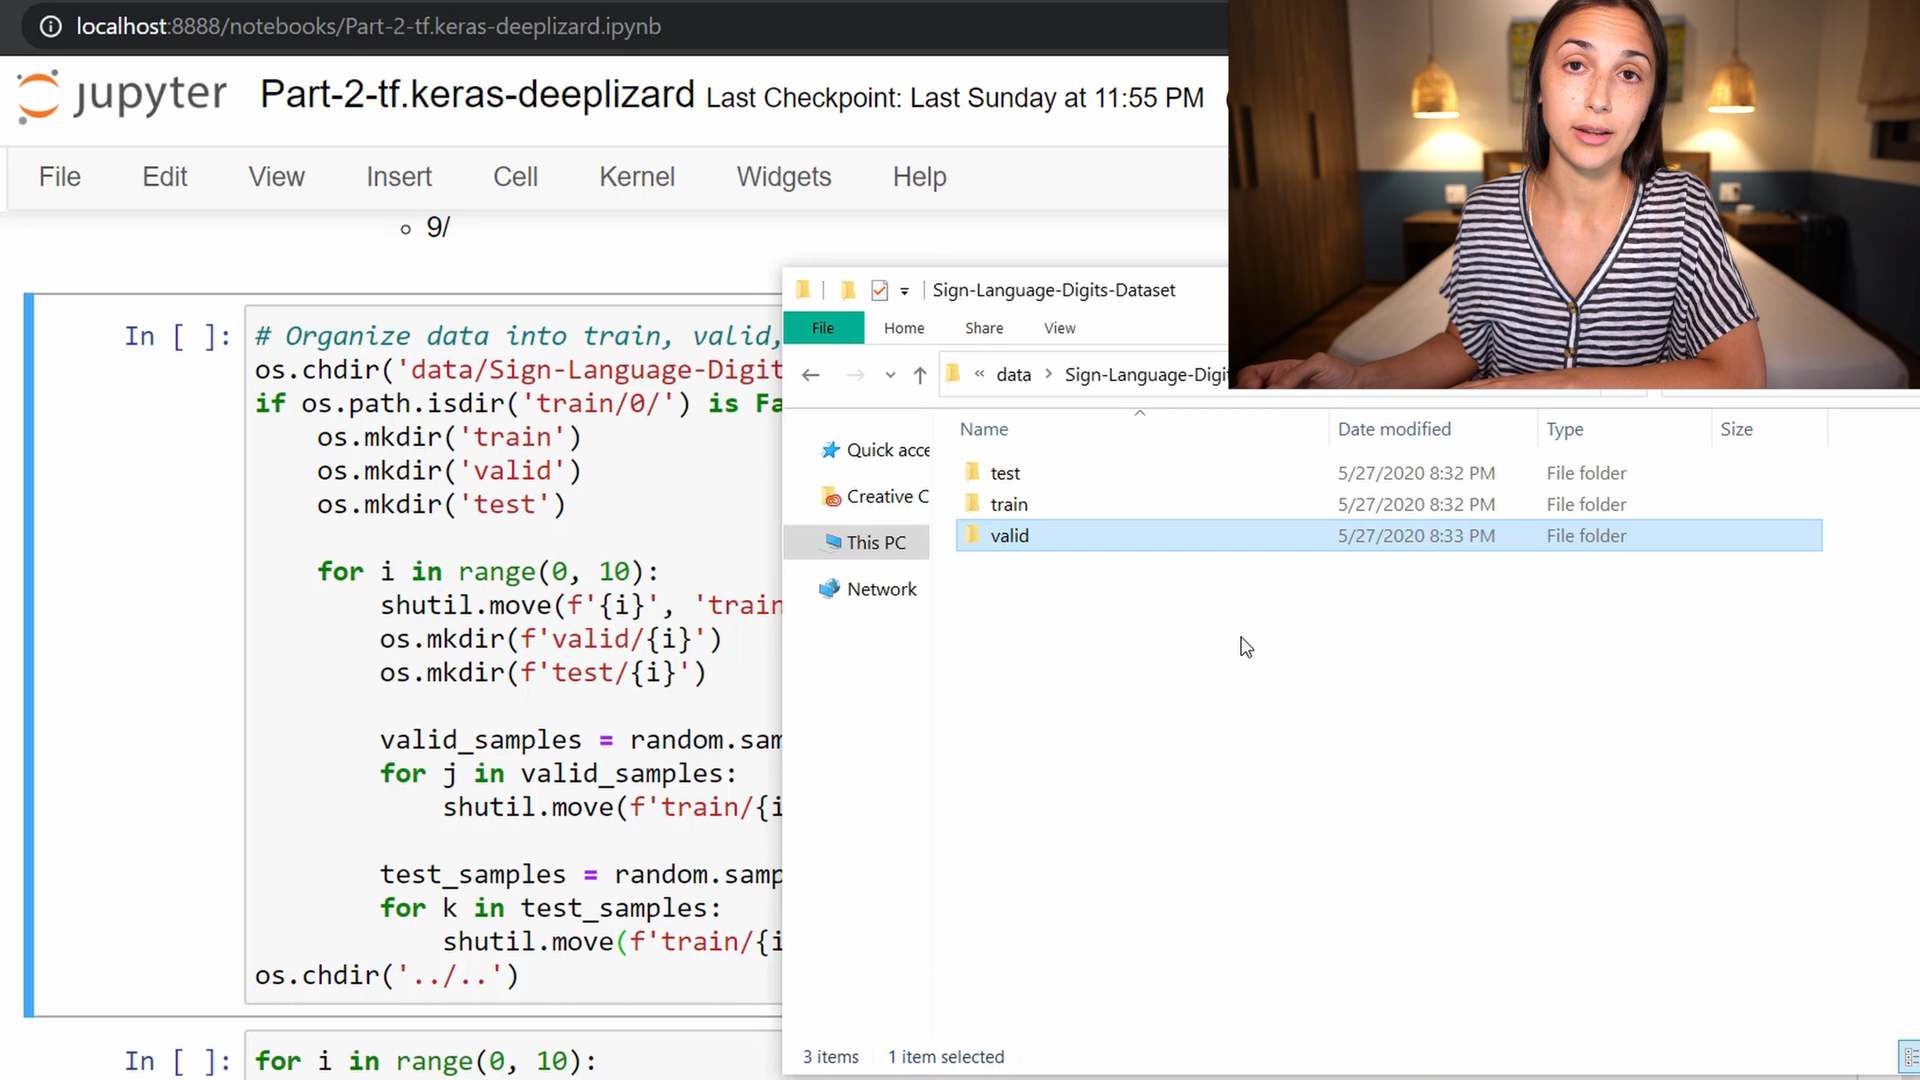 localhost:8888/notebooks/Part-2-tf.keras-deeplizard.ipynb
jupyter Part-2-tf.keras-deeplizard Last Checkpoint: Last Sunday at 11:55 PM
File Edit View Insert Cell Kernel Widgets Help
9/
In [ ]:
# Organize data into train, valid,
os.chdir('data/Sign-Language-Digit
if os.path.isdir('train/0/') is Fa
os.mkdir('train')
os.mkdir('valid')
os.mkdir('test')
for i in range(0, 10):
shutil.move(f'{i}', 'train
os.mkdir(f'valid/{i}')
os.mkdir(f'test/{i}')
valid_samples = random.sam
for j in valid_samples:
shutil.move(f'train/{i
test_samples = random.samp
for k in test_samples:
shutil.move(f'train/{i
os.chdir('../..')
In [ ]:
for i in range(0, 10):
Sign-Language-Digits-Dataset
File Home Share View
« data > Sign-Language-Digi
Quick acce
Creative C
This PC
Network
Name Date modified Type Size
test 5/27/2020 8:32 PM File folder
train 5/27/2020 8:32 PM File folder
valid 5/27/2020 8:33 PM File folder
3 items 1 item selected